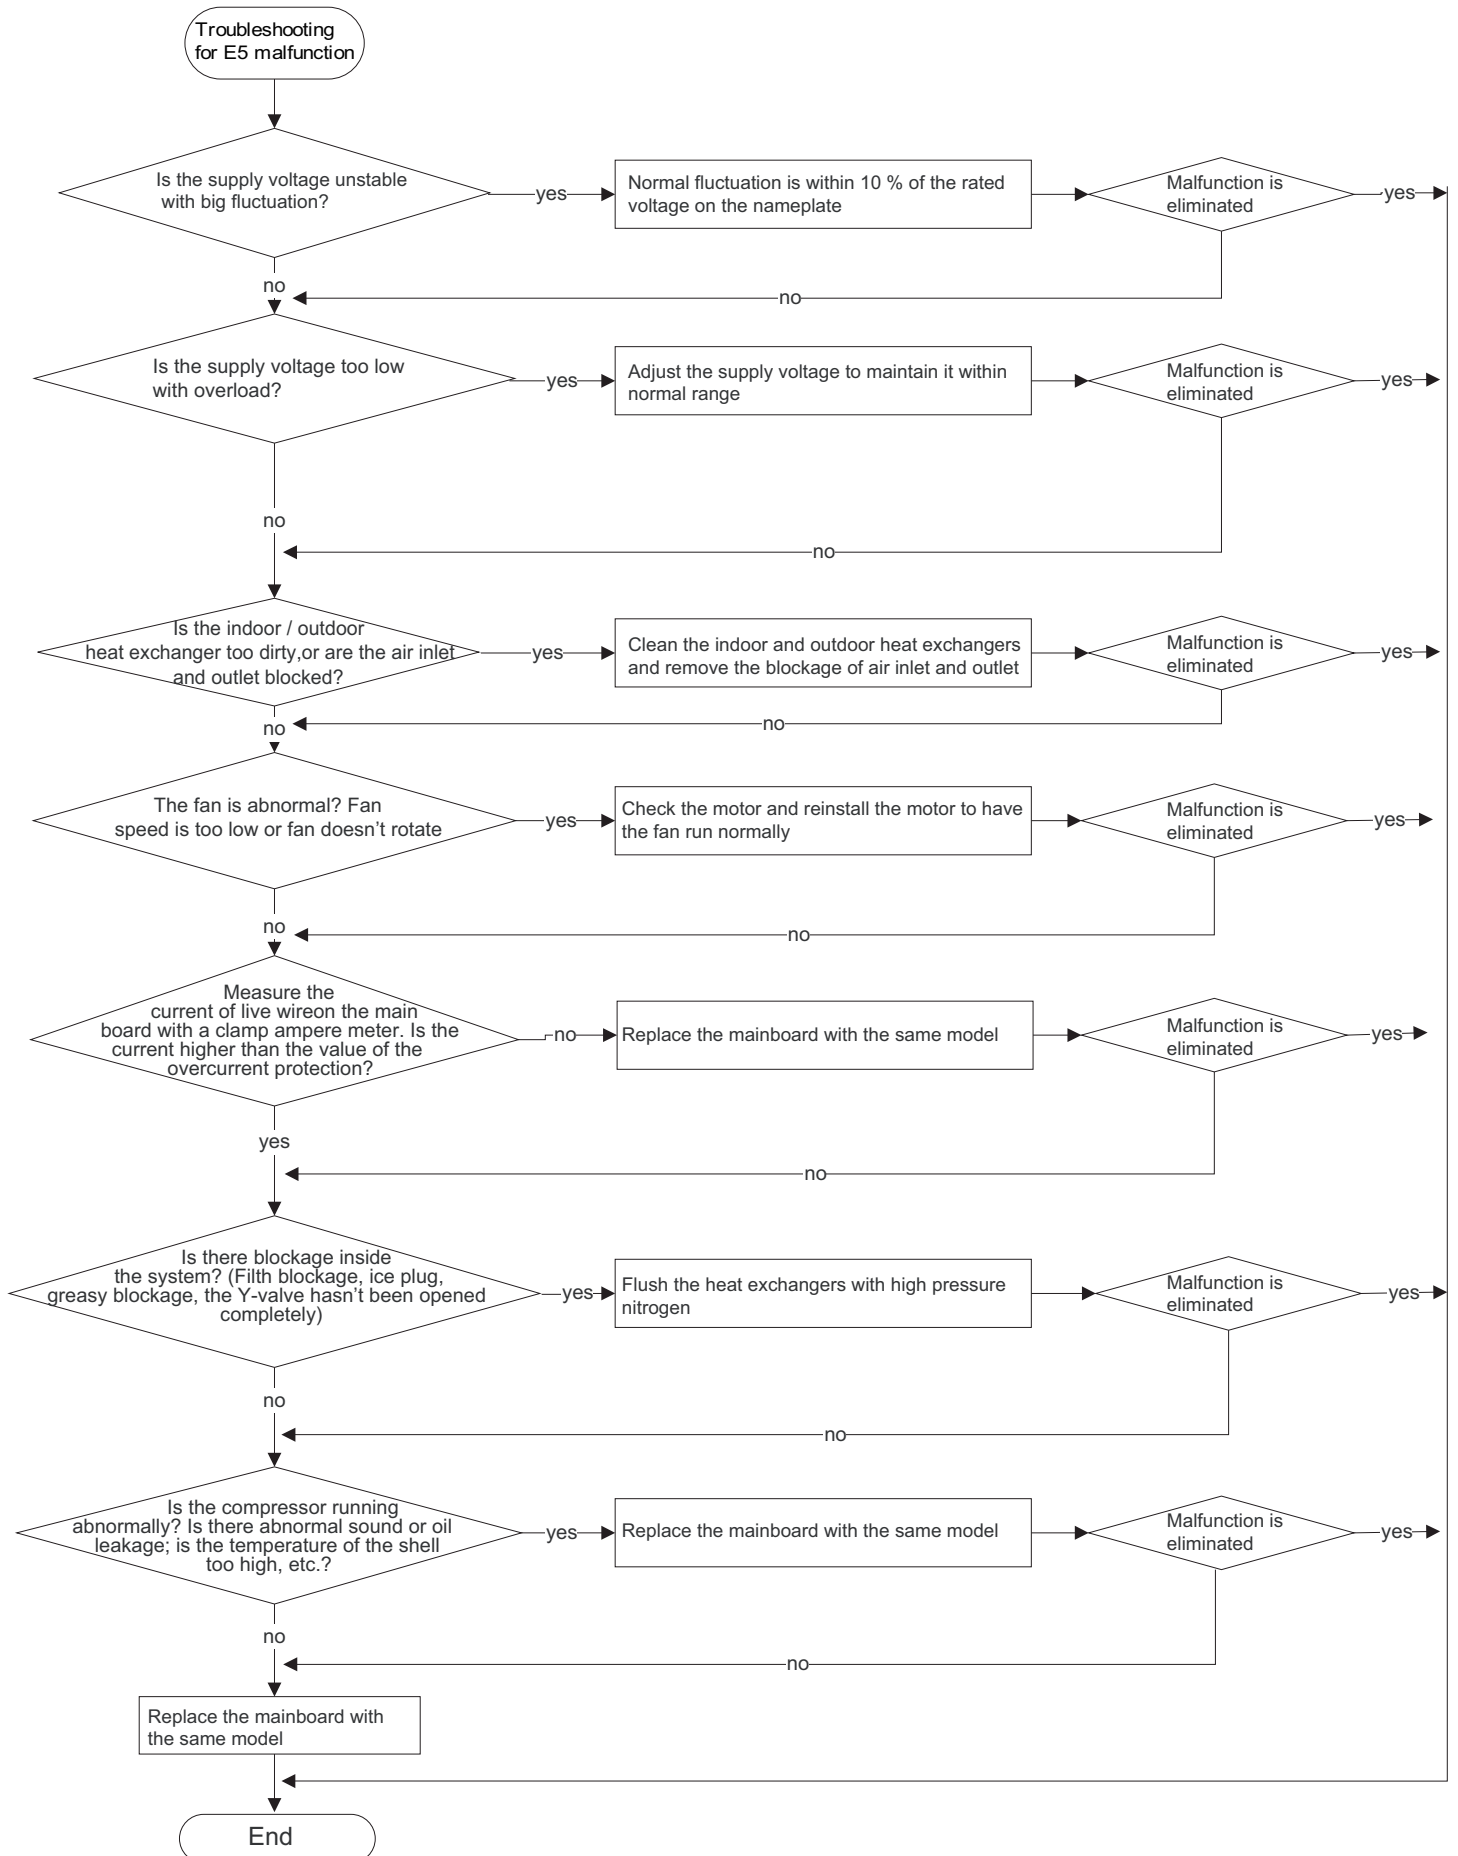 Troubleshooting
for E5 malfunction
Is the supply voltage unstable
with big fluctuation?
yes
Normal fluctuation is within 10 % of the rated
voltage on the nameplate
Malfunction is
eliminated
yes
no
no
Is the supply voltage too low
with overload?
yes
Adjust the supply voltage to maintain it within
normal range
Malfunction is
eliminated
yes
no
no
Is the indoor / outdoor
heat exchanger too dirty,or are the air inlet
and outlet blocked?
yes
Clean the indoor and outdoor heat exchangers
and remove the blockage of air inlet and outlet
Malfunction is
eliminated
yes
no
no
The fan is abnormal? Fan
speed is too low or fan doesn't rotate
yes
Check the motor and reinstall the motor to have
the fan run normally
Malfunction is
eliminated
yes
no
no
Measure the
current of live wireon the main
board with a clamp ampere meter. Is the
current higher than the value of the
overcurrent protection?
no
Replace the mainboard with the same model
Malfunction is
eliminated
yes
yes
no
Is there blockage inside
the system? (Filth blockage, ice plug,
greasy blockage, the Y-valve hasn't been opened
completely)
yes
Flush the heat exchangers with high pressure
nitrogen
Malfunction is
eliminated
yes
no
no
Is the compressor running
abnormally? Is there abnormal sound or oil
leakage; is the temperature of the shell
too high, etc.?
yes
Replace the mainboard with the same model
Malfunction is
eliminated
yes
no
no
Replace the mainboard with
the same model
End